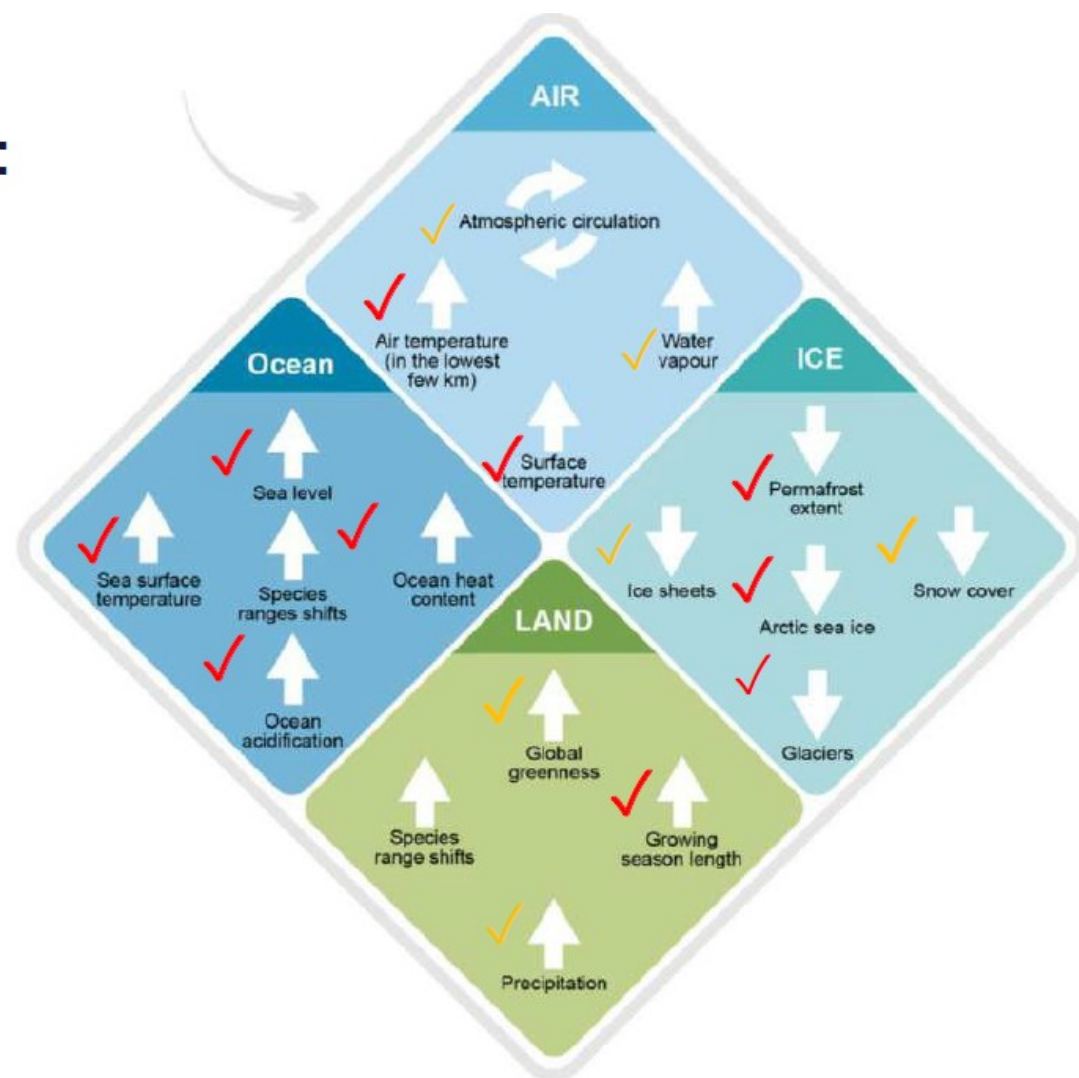 :
AIR
Atmospheric circulation
Air temperature
(in the lowest
few km)
Water
vapour
Surface
temperature
Ocean
Sea level
Sea surface
temperature
Species
ranges shifts
Ocean heat
content
Ocean
acidification
ICE
Permafrost
extent
Ice sheets
Snow cover
Arctic sea ice
Glaciers
LAND
Global
greenness
Species
range shifts
Growing
season length
Precipitation